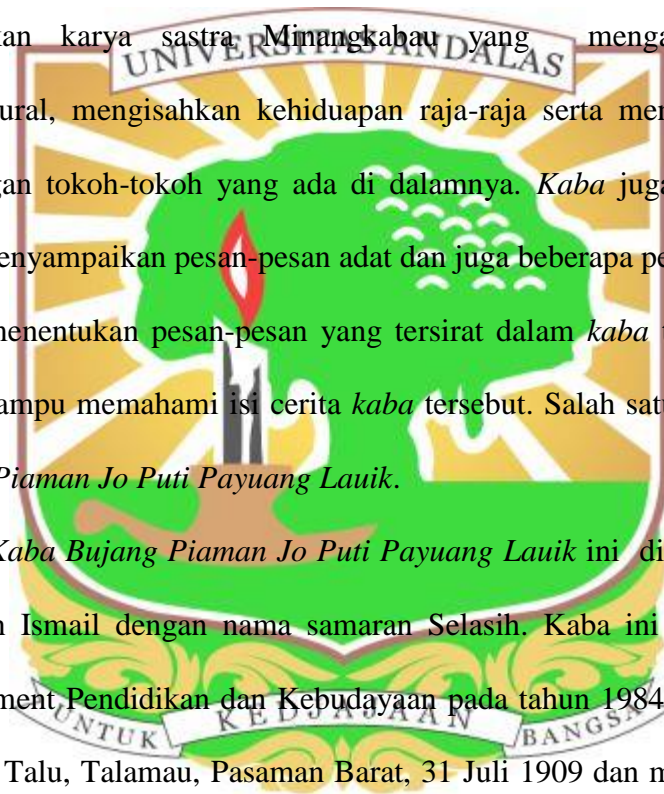 kan karya sastra Minangkabau yang menga
UNIVERSITAS ANDALAS
ural, mengisahkan kehiduapan raja-raja serta men
gan tokoh-tokoh yang ada di dalamnya. Kaba juga
enyampaikan pesan-pesan adat dan juga beberapa pe
nenentukan pesan-pesan yang tersirat dalam kaba
ampu memahami isi cerita kaba tersebut. Salah satu
Piaman Jo Puti Payuang Lauik.
Kaba Bujang Piaman Jo Puti Payuang Lauik ini di
Ismail dengan nama samaran Selasih. Kaba ini
ment Pendidikan dan Kebudayaan pada tahun 1984
UNTUK KEDJAJAAN BANGSA
Talu, Talamau, Pasaman Barat, 31 Juli 1909 dan m